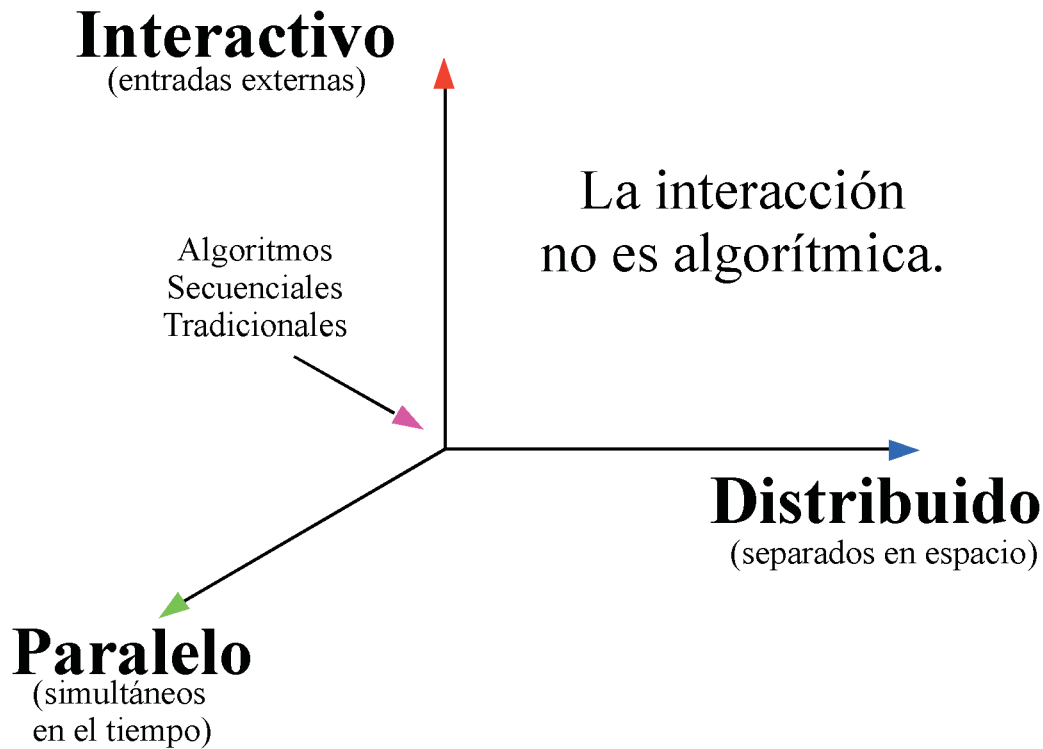 Interactivo
(entradas externas)
La interacción
no es algorítmica.
Algoritmos
Secuenciales
Tradicionales
Distribuido
(separados en espacio)
Paralelo
(simultáneos
en el tiempo)